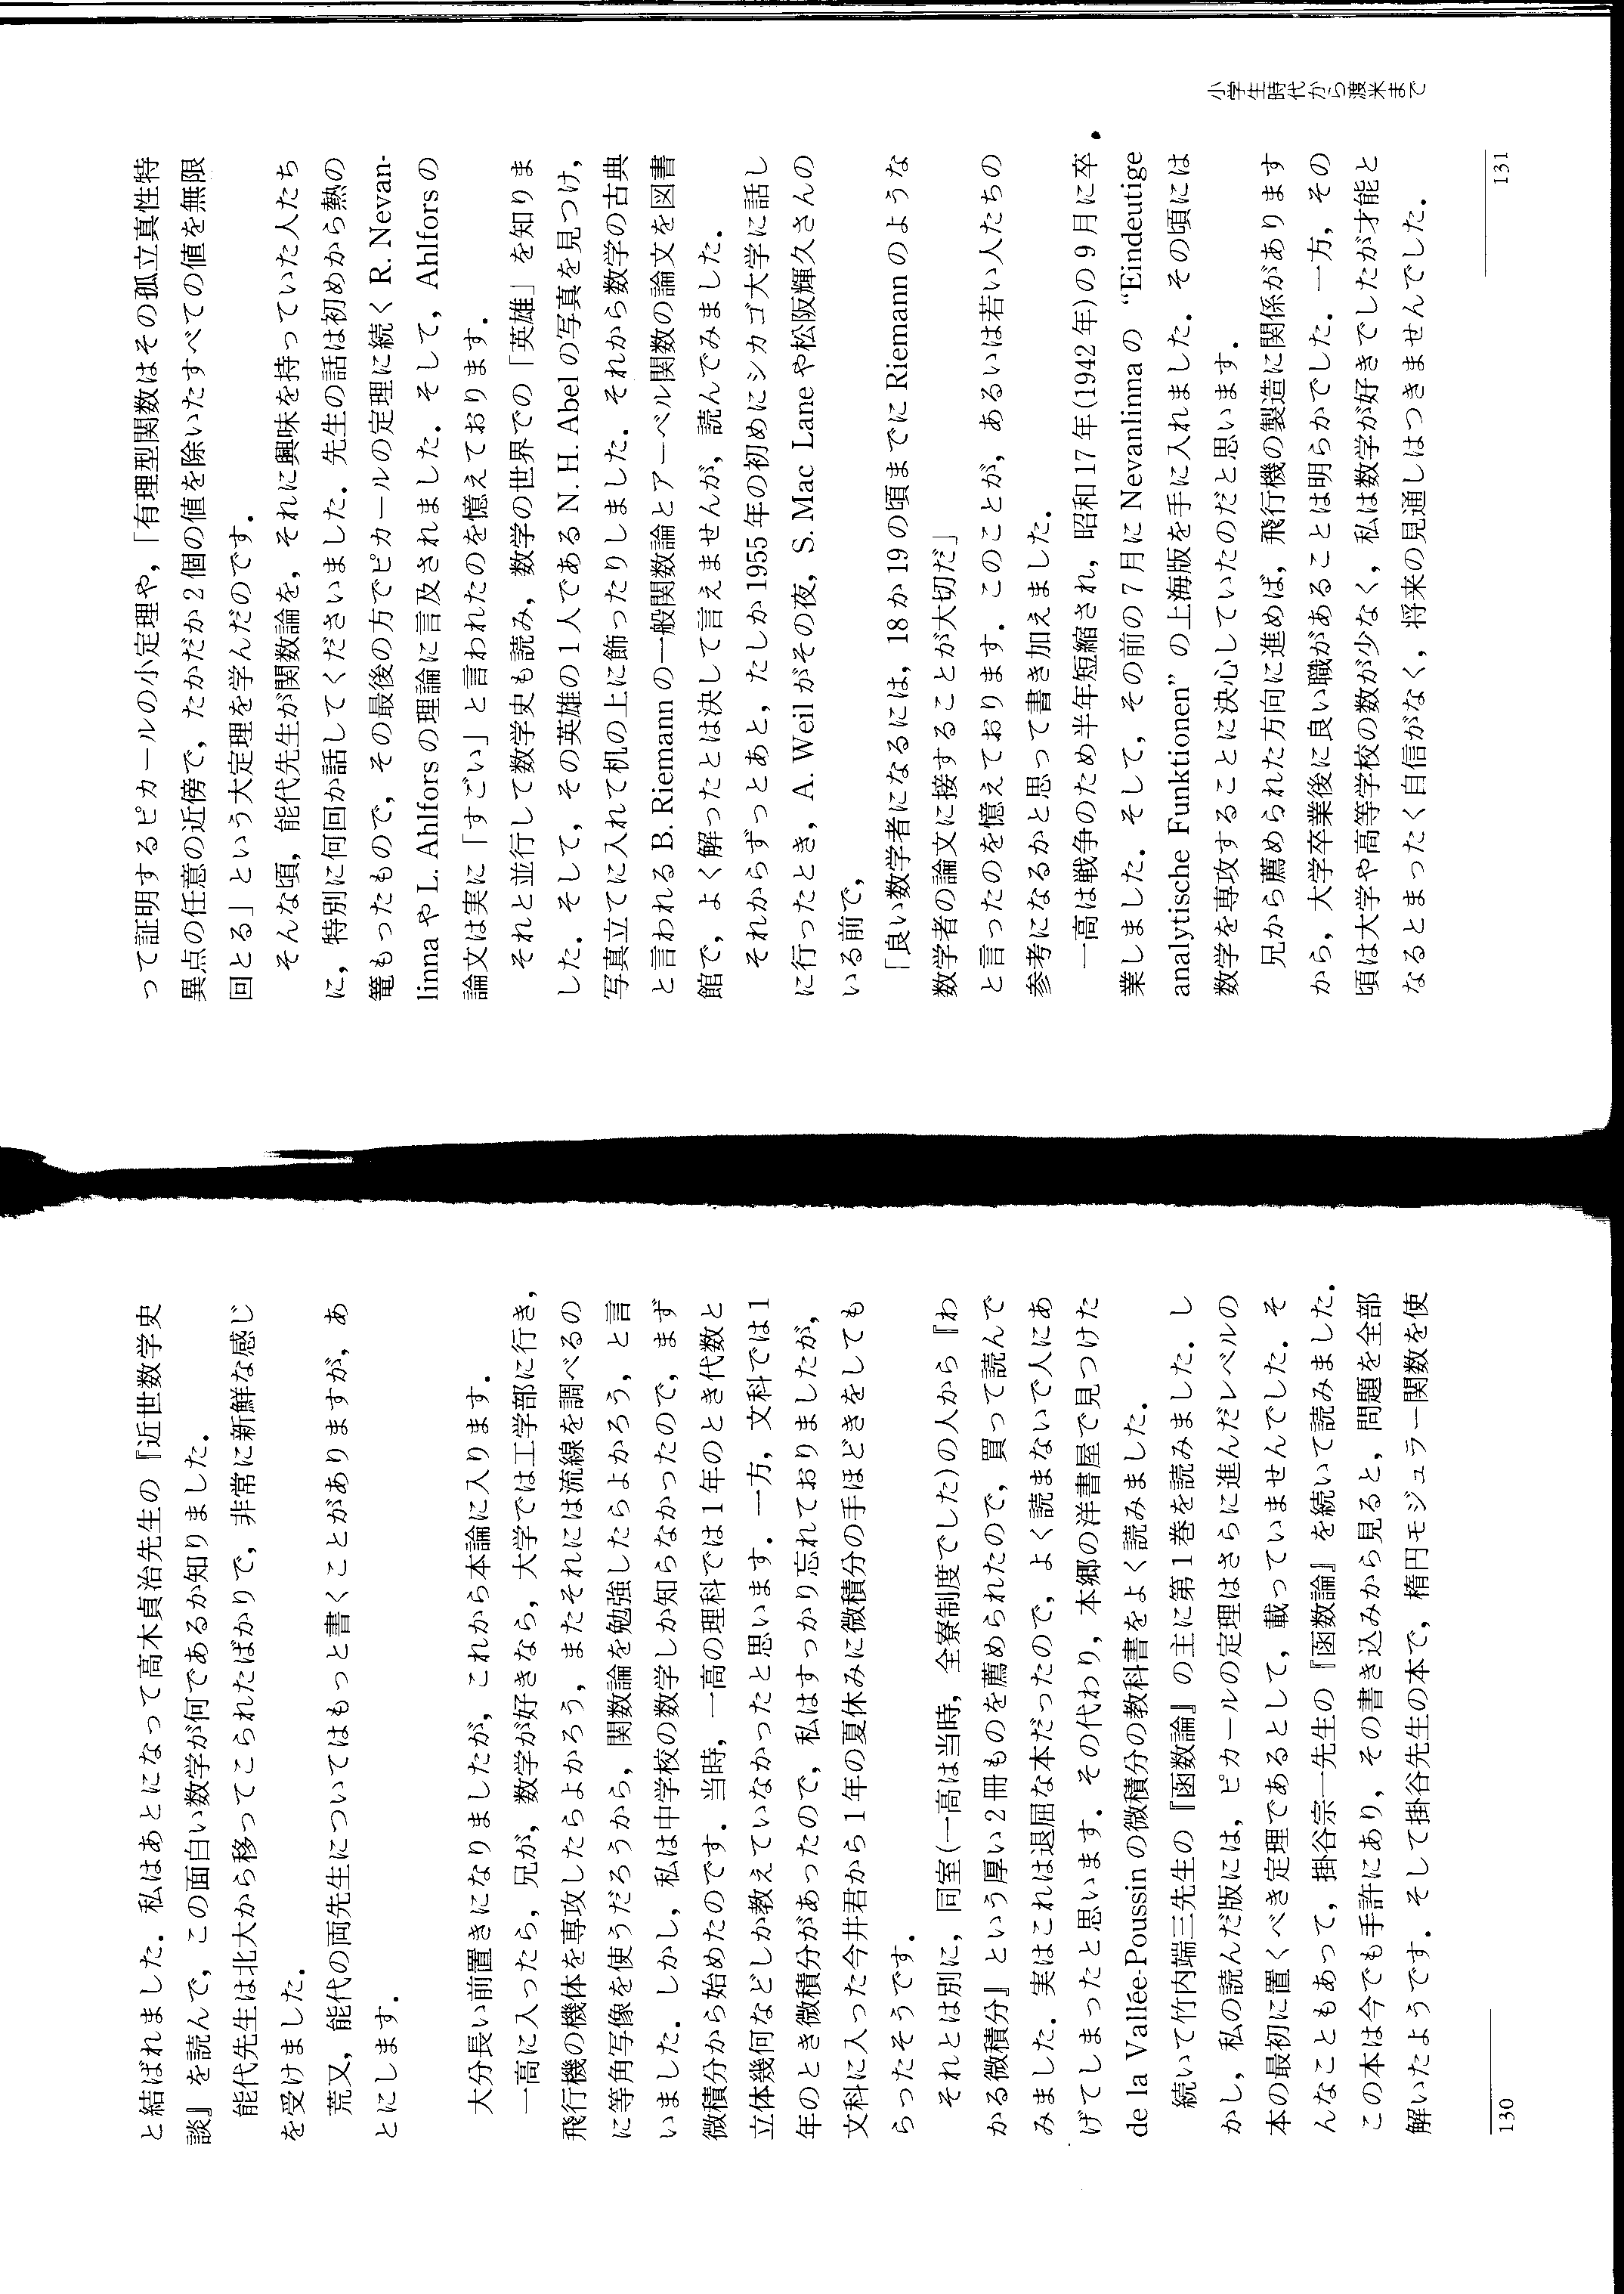 と結ばれました．私はあとになって高木貞治先生の『近世数学史
談』を読んで，この面白い数学が何であるか知りました．
能代先生は北大から移ってこられたばかりで，非常に新鮮な感じ
を受けました．
荒又，能代の両先生についてはもっと書くことがありますが，あ
とにします．
大分長い前置きになりましたが，これから本論に入ります．
一高に入ったら，兄が，数学が好きなら，大学では工学部に行き，
飛行機の機体を専攻したらよかろう，またそれには流線を調べるの
に等角写像を使うだろうから，関数論を勉強したらよかろう，と言
いました．しかし，私は中学校の数学しか知らなかったので，まず
微積分から始めたのです．当時，一高の理科では1年のとき代数と
立体幾何などしか教えていなかったと思います．一方，文科では1
年のとき微積分があったので，私はすっかり忘れておりましたが，
文科に入った今井君から1年の夏休みに微積分の手ほどきをしても
らったそうです．
それとは別に，同室(一高は当時，全寮制度でした)の人から『わ
かる微積分』という厚い2冊ものを薦められたので，買って読んで
みました．実はこれは退屈な本だったので，よく読まないで人にあ
げてしまったと思います．その代わり，本郷の洋書屋で見つけた
de la Vallée-Poussinの微積分の教科書をよく読みました．
続いて竹内端三先生の『函数論』の主に第1巻を読みました．し
かし，私の読んだ版には，ピカールの定理はさらに進んだレベルの
本の最初に置くべき定理であるとして，載っていませんでした．そ
んなこともあって，掛谷宗一先生の『函数論』を続いて読みました．
この本は今でも手許にあり，その書き込みから見ると，問題を全部
解いたようです．そして掛谷先生の本で，楕円モジュラー関数を使
130
って証明するピカールの小定理や，「有理型関数はその孤立真性特
異点の任意の近傍で，たかだか2個の値を除いたすべての値を無限
回とる」という大定理を学んだのです．
そんな頃，能代先生が関数論を，それに興味を持っていた人たち
に，特別に何回か話してくださいました．先生の話は初めから熱の
篭もったもので，その最後の方でピカールの定理に続くR. Nevan-
linnaやL. Ahlforsの理論に言及されました．そして，Ahlforsの
論文は実に「すごい」と言われたのを憶えております．
それと並行して数学史も読み，数学の世界での「英雄」を知りま
した．そして，その英雄の1人であるN. H. Abelの写真を見つけ，
写真立てに入れて机の上に飾ったりしました．それから数学の古典
と言われるB. Riemannの一般関数論とアーベル関数の論文を図書
館で，よく解ったとは決して言えませんが，読んでみました．
それからずっとあと，たしか1955年の初めにシカゴ大学に話し
に行ったとき，A. Weilがその夜，S. Mac Laneや松阪輝久さんの
いる前で，
「良い数学者になるには，18か19の頃までにRiemannのような
数学者の論文に接することが大切だ」
と言ったのを憶えております．このことが，あるいは若い人たちの
参考になるかと思って書き加えました．
一高は戦争のため半年短縮され，昭和17年(1942年)の9月に卒
業しました．そして，その前の7月にNevanlinnaの“Eindeutige
analytische Funktionen”の上海版を手に入れました．その頃には
数学を専攻することに決心していたのだと思います．
兄から薦められた方向に進めば，飛行機の製造に関係があります
から，大学卒業後に良い職があることは明らかでした．一方，その
頃は大学や高等学校の数が少なく，私は数学が好きでしたが才能と
なるとまったく自信がなく，将来の見通しはつきませんでした．
小学生時代から渡米まで
131